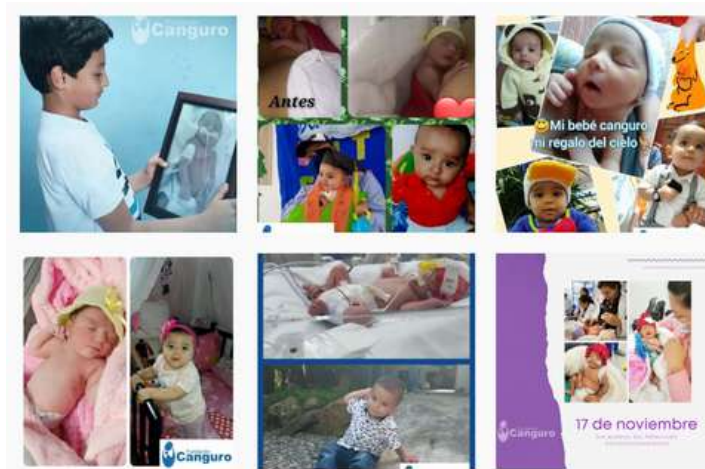 Canguro
Antes
Mi bebé canguro
mi regalo del cielo
Canguro
17 de noviembre
Canguro